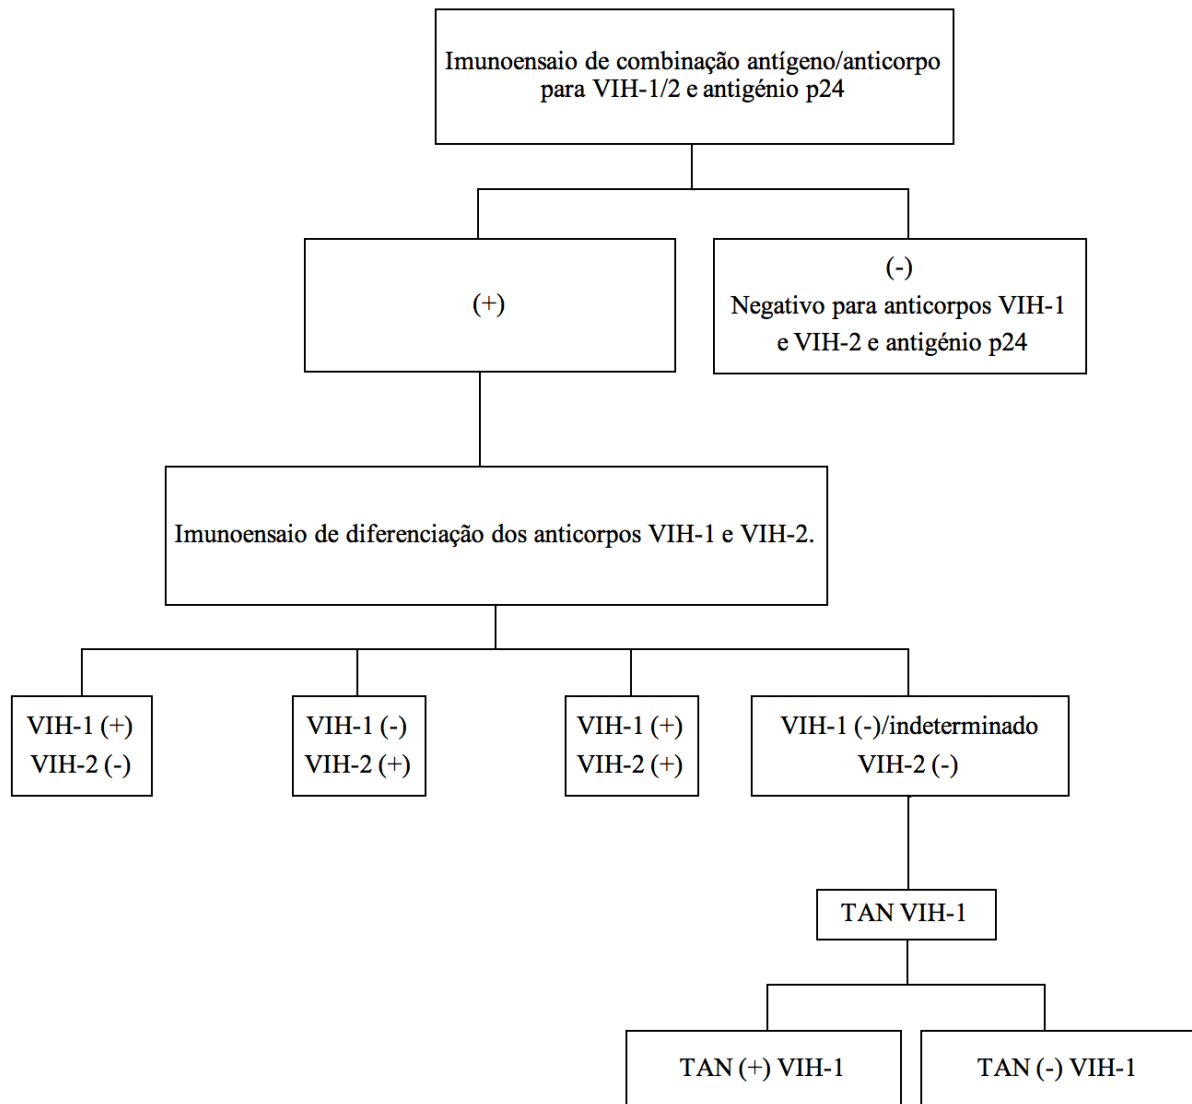 Imunoensaio de combinação antígeno/anticorpo
para VIH-1/2 e antigénio p24
(+)
(-)
Negativo para anticorpos VIH-1
e VIH-2 e antigénio p24
Imunoensaio de diferenciação dos anticorpos VIH-1 e VIH-2.
VIH-1 (+)
VIH-2 (-)
VIH-1 (-)
VIH-2 (+)
VIH-1 (+)
VIH-2 (+)
VIH-1 (-)/indeterminado
VIH-2 (-)
TAN VIH-1
TAN (+) VIH-1
TAN (-) VIH-1